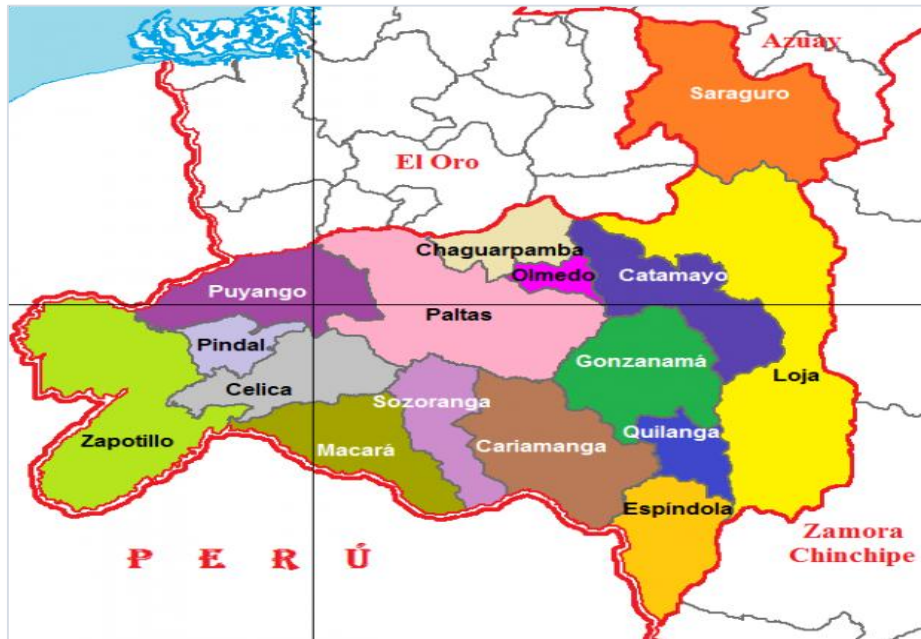 Azuay
Saraguro
El Oro
Chaguarpamba
Olmedo
Catamayo
Puyango
Paltas
Pindal
Gonzanamá
Celica
Loja
Sozoranga
Zapotillo
Macará
Cariamanga
Quilanga
Espíndola
Zamora
Chinchipe
P E R Ú